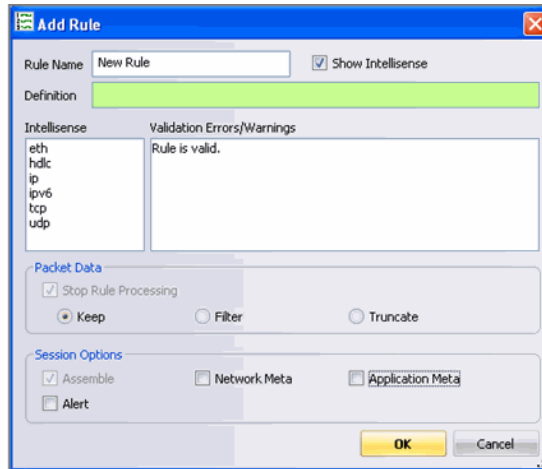 Add Rule
Rule Name New Rule Show Intellisense
Definition
Intellisense Validation Errors/Warnings
eth Rule is valid.
hdlc
ip
ipv6
tcp
udp
Packet Data
Stop Rule Processing
Keep Filter Truncate
Session Options
Assemble Network Meta Application Meta
Alert
OK Cancel